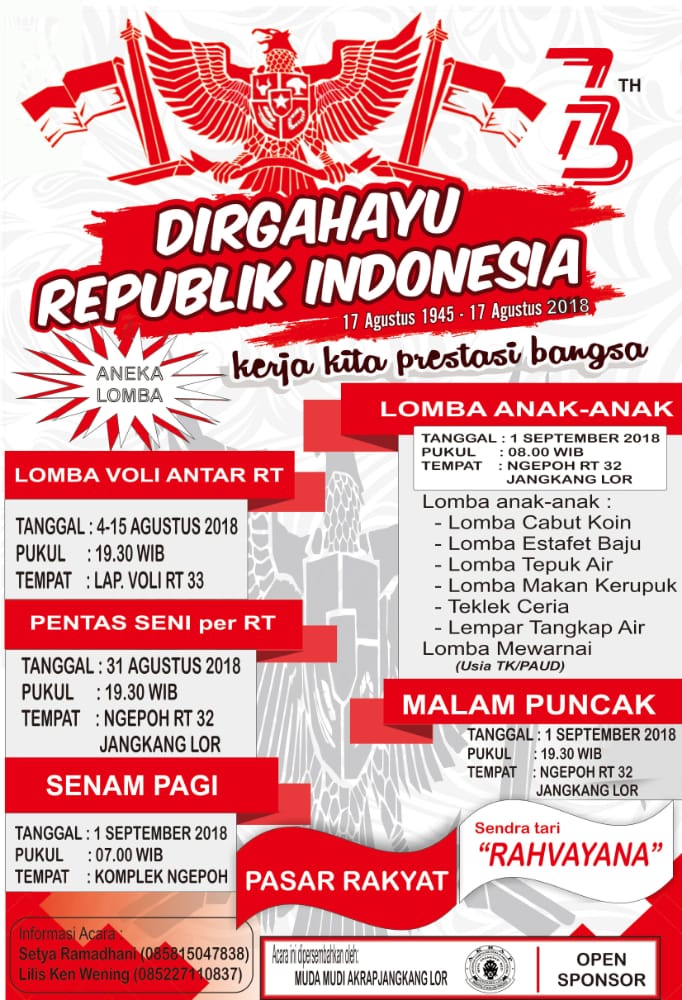 73 TH
DIRGAHAYU
REPUBLIK INDONESIA
17 Agustus 1945 - 17 Agustus 2018
kerja kita prestasi bangsa
ANEKA
LOMBA
LOMBA VOLI ANTAR RT
TANGGAL : 4-15 AGUSTUS 2018
PUKUL : 19.30 WIB
TEMPAT : LAP. VOLI RT 33
PENTAS SENI per RT
TANGGAL : 31 AGUSTUS 2018
PUKUL : 19.30 WIB
TEMPAT : NGEPOH RT 32
JANGKANG LOR
SENAM PAGI
TANGGAL : 1 SEPTEMBER 2018
PUKUL : 07.00 WIB
TEMPAT : KOMPLEK NGEPOH
LOMBA ANAK-ANAK
TANGGAL : 1 SEPTEMBER 2018
PUKUL : 08.00 WIB
TEMPAT : NGEPOH RT 32
JANGKANG LOR
Lomba anak-anak :
- Lomba Cabut Koin
- Lomba Estafet Baju
- Lomba Tepuk Air
- Lomba Makan Kerupuk
- Teklek Ceria
- Lempar Tangkap Air
Lomba Mewarnai
(Usia TK/PAUD)
MALAM PUNCAK
TANGGAL : 1 SEPTEMBER 2018
PUKUL : 19.30 WIB
TEMPAT : NGEPOH RT 32
JANGKANG LOR
Sendra tari
"RAHVAYANA"
PASAR RAKYAT
Informasi Acara :
Setya Ramadhani (085815047838)
Lilis Ken Wening (085227110837)
Acara ini dipersembahkan oleh:
MUDA MUDI AKRAPJANGKANG LOR
OPEN
SPONSOR